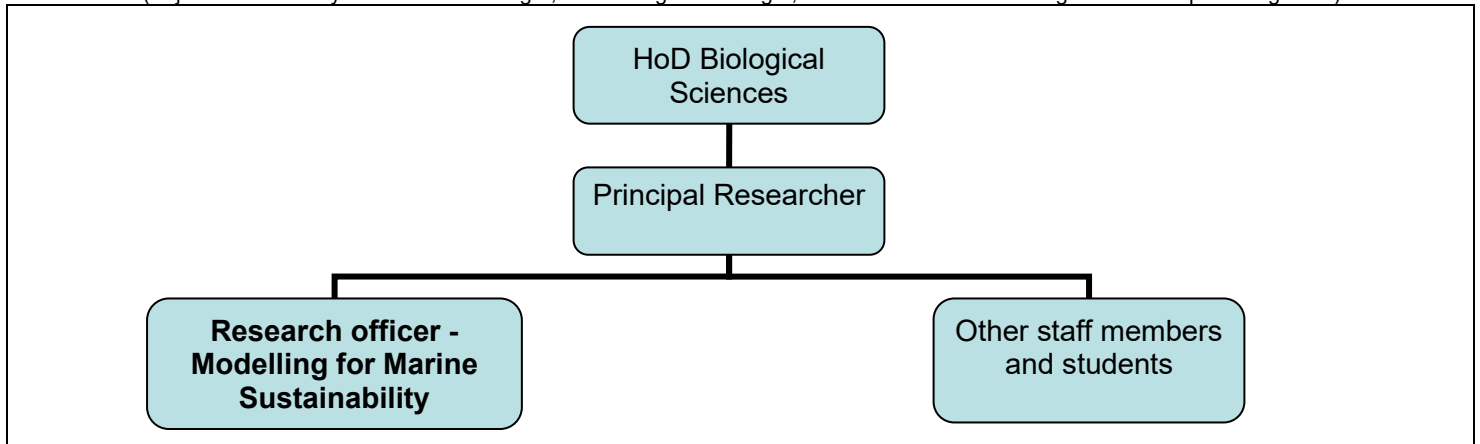 HoD Biological
Sciences
Principal Researcher
Research officer -
Modelling for Marine
Sustainability
Other staff members
and students